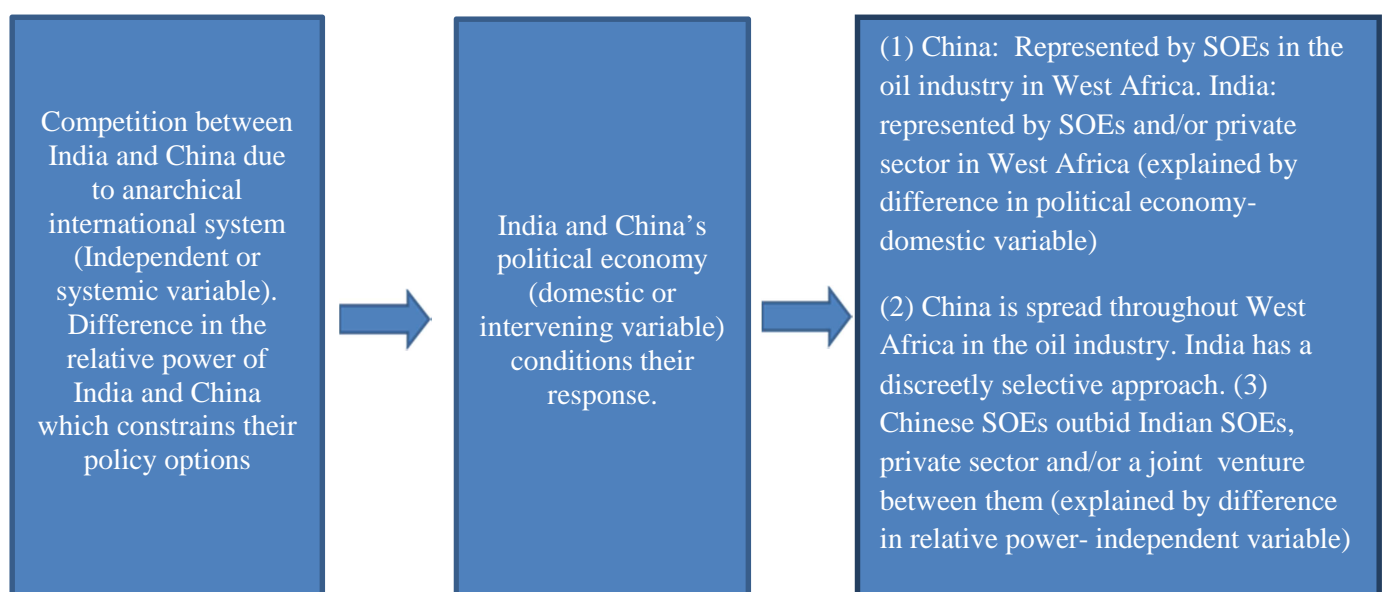 Competition between
India and China due
to anarchical
international system
(Independent or
systemic variable).
Difference in the
relative power of
India and China
which constrains their
policy options
India and China’s
political economy
(domestic or
intervening variable)
conditions their
response.
(1) China:  Represented by SOEs in the
oil industry in West Africa. India:
represented by SOEs and/or private
sector in West Africa (explained by
difference in political economy-
domestic variable)
(2) China is spread throughout West
Africa in the oil industry. India has a
discreetly selective approach. (3)
Chinese SOEs outbid Indian SOEs,
private sector and/or a joint  venture
between them (explained by difference
in relative power- independent variable)